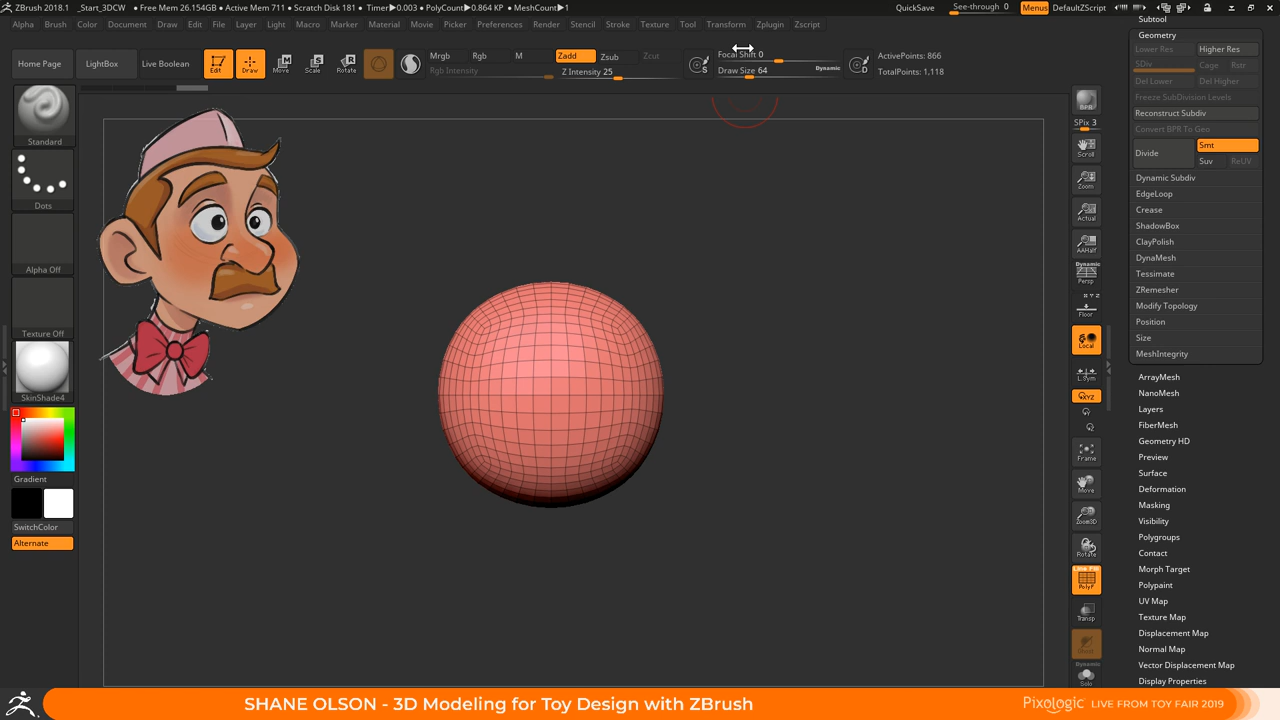 ZBrush 2018.1 _Start_3DCW • Free Mem 26.154GB • Active Mem 711 • Scratch Disk 181 • Timer▶0.003 • PolyCount▶0.864 KP • MeshCount▶1 QuickSave See-through 0 Menus DefaultZScript
Alpha Brush Color Document Draw Edit File Layer Light Macro Marker Material Movie Picker Preferences Render Stencil Stroke Texture Tool Transform Zplugin Zscript
Home Page LightBox Live Boolean Edit Draw Move Scale Rotate
Mrgb Rgb M Zadd Zsub Zcut
Rgb Intensity Z Intensity 25
Focal Shift 0
Draw Size 64 Dynamic
ActivePoints: 866
TotalPoints: 1,118
Standard
Dots
Alpha Off
Texture Off
SkinShade4
Gradient
SwitchColor
Alternate
BPR
SPix 3
Scroll
Zoom
Actual
AAHalf
Dynamic
Persp
Floor
Local
L.Sym
XYZ
Frame
Move
Zoom3D
Rotate
Line Fill
PolyF
Transp
Dynamic
Solo
Subtool
Geometry
Lower Res Higher Res
SDiv Cage Rstr
Del Lower Del Higher
Freeze SubDivision Levels
Reconstruct Subdiv
Convert BPR To Geo
Divide Smt
Suv ReUV
Dynamic Subdiv
EdgeLoop
Crease
ShadowBox
ClayPolish
DynaMesh
Tessimate
ZRemesher
Modify Topology
Position
Size
MeshIntegrity
ArrayMesh
NanoMesh
Layers
FiberMesh
Geometry HD
Preview
Surface
Deformation
Masking
Visibility
Polygroups
Contact
Morph Target
Polypaint
UV Map
Texture Map
Displacement Map
Normal Map
Vector Displacement Map
Display Properties
SHANE OLSON - 3D Modeling for Toy Design with ZBrush
Pixologic LIVE FROM TOY FAIR 2019